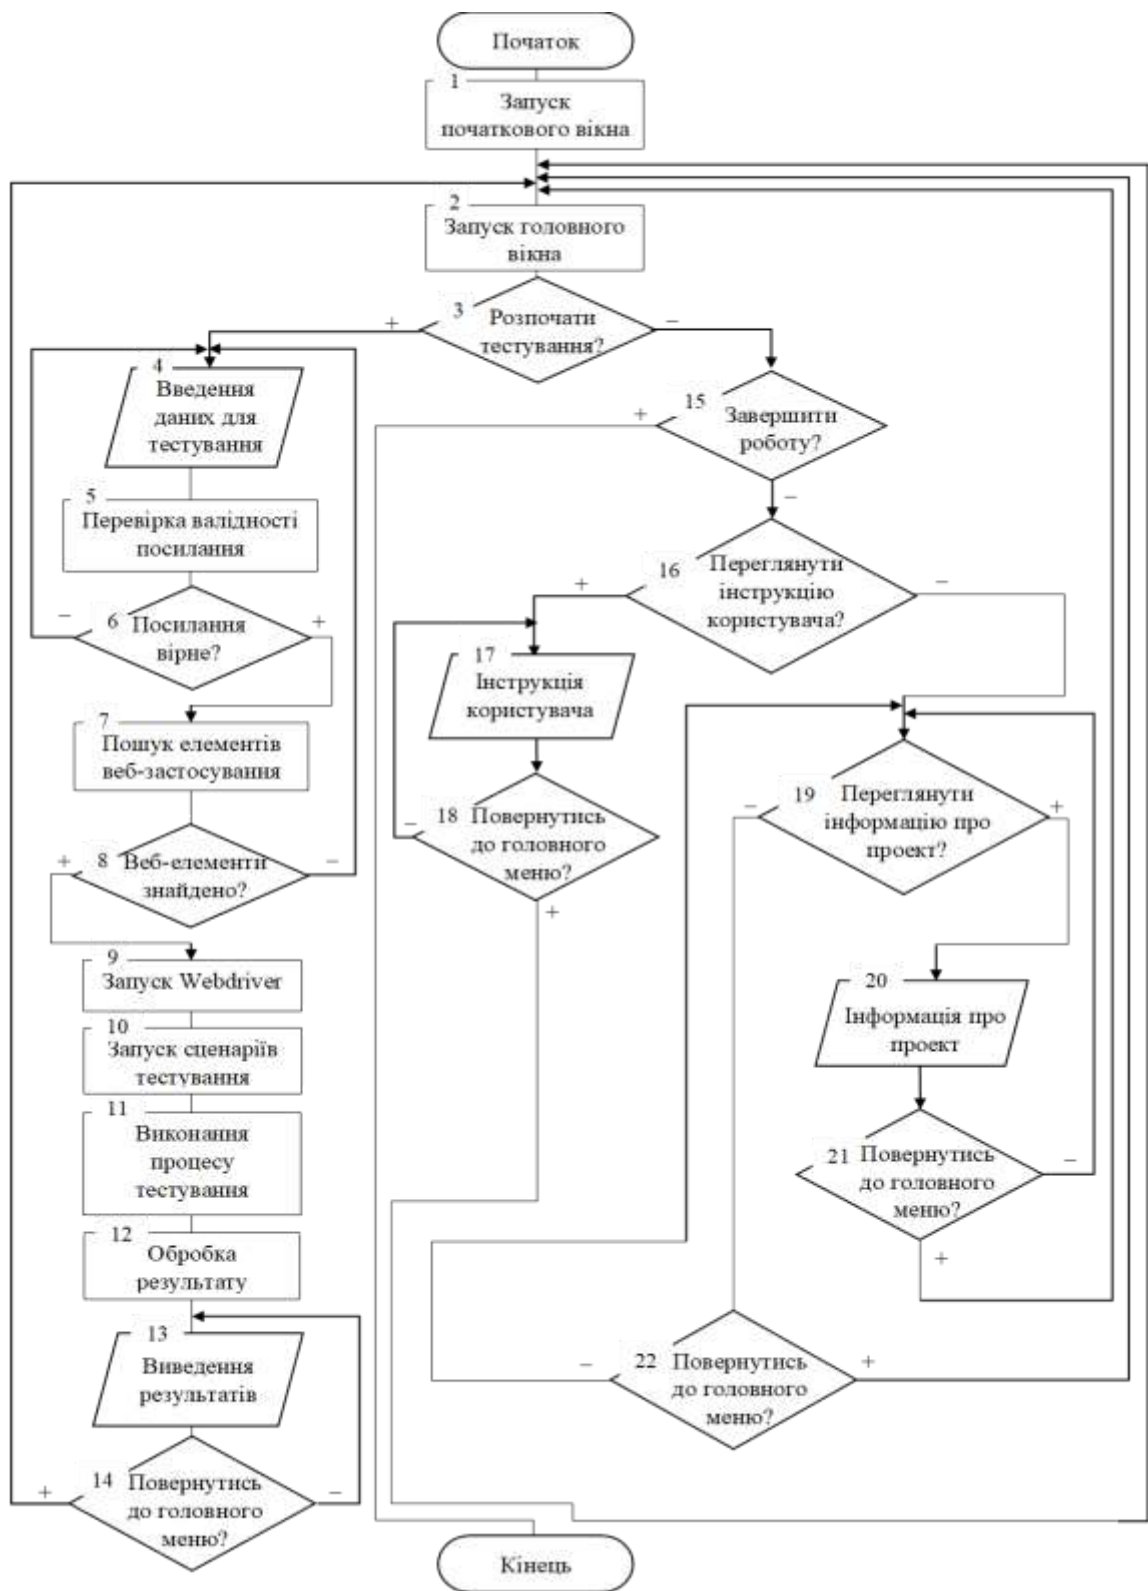 Початок
1
Запуск
початкового вікна
2
Запуск головного
вікна
3
Розпочати
тестування?
+
–
4
Введення
даних для
тестування
5
Перевірка валідності
посилання
6
Посилання
вірне?
–
+
7
Пошук елементів
веб-застосування
8
Веб-елементи
знайдено?
+
–
9
Запуск Webdriver
10
Запуск сценаріїв
тестування
11
Виконання
процесу
тестування
12
Обробка
результату
13
Виведення
результатів
14
Повернутись
до головного
меню?
+
–
15
Завершити
роботу?
+
–
16
Переглянути
інструкцію
користувача?
+
–
17
Інструкція
користувача
18
Повернутись
до головного
меню?
–
+
19
Переглянути
інформацію про
проект?
–
+
20
Інформація про
проект
21
Повернутись
до головного
меню?
–
+
22
Повернутись
до головного
меню?
–
+
Кінець